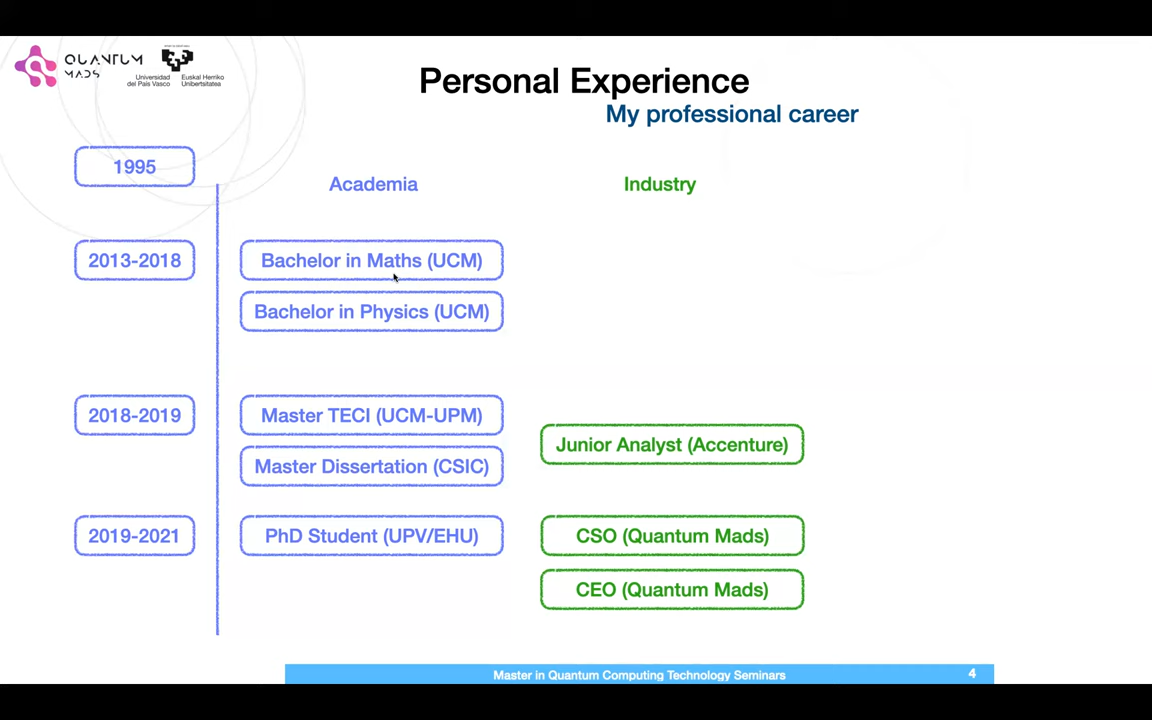 QUANTUM
MADS
Universidad
del País Vasco
Euskal Herriko
Unibertsitatea
Personal Experience
My professional career
1995
Academia
Industry
2013-2018
Bachelor in Maths (UCM)
Bachelor in Physics (UCM)
2018-2019
Master TECI (UCM-UPM)
Junior Analyst (Accenture)
Master Dissertation (CSIC)
2019-2021
PhD Student (UPV/EHU)
CSO (Quantum Mads)
CEO (Quantum Mads)
Master in Quantum Computing Technology Seminars
4